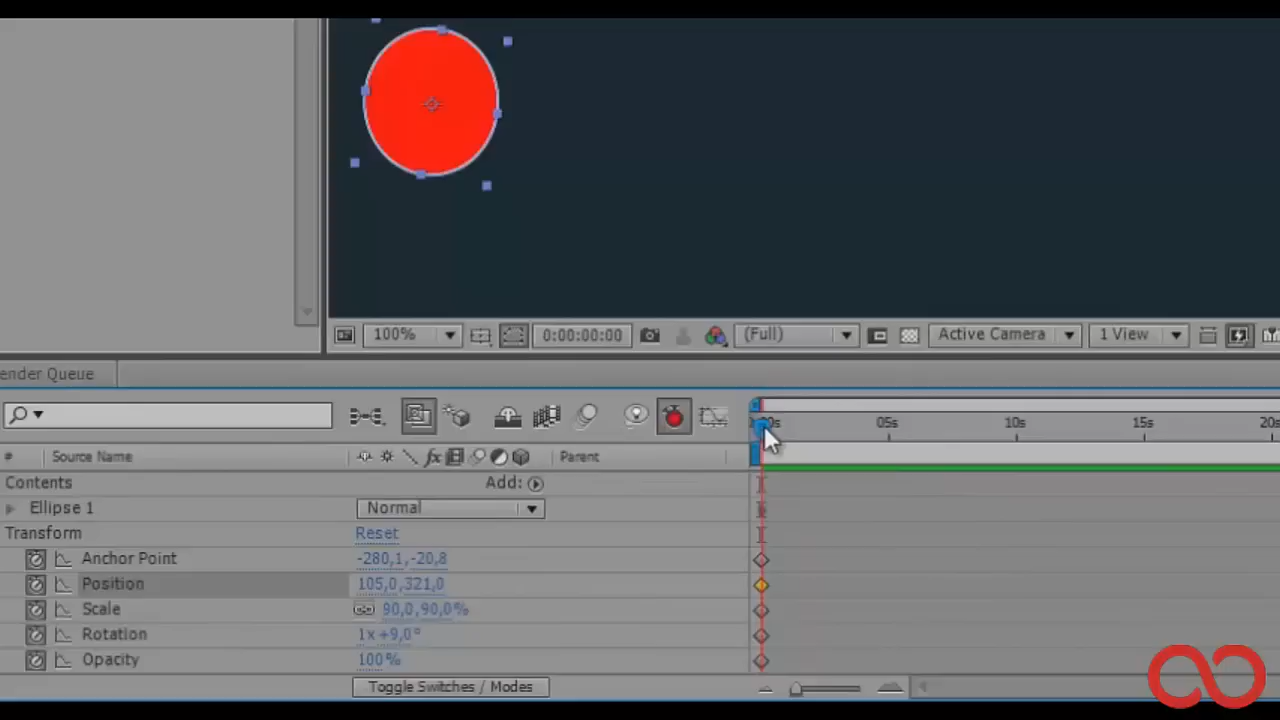 100% 0:00:00:00 (Full) Active Camera 1 View
ender Queue
05s 10s 15s 20s
# Source Name fx Parent
Contents Add:
Ellipse 1 Normal
Transform Reset
Anchor Point -280,1,-20,8
Position 105,0,321,0
Scale 90,0,90,0%
Rotation 1x +9,0°
Opacity 100%
Toggle Switches / Modes